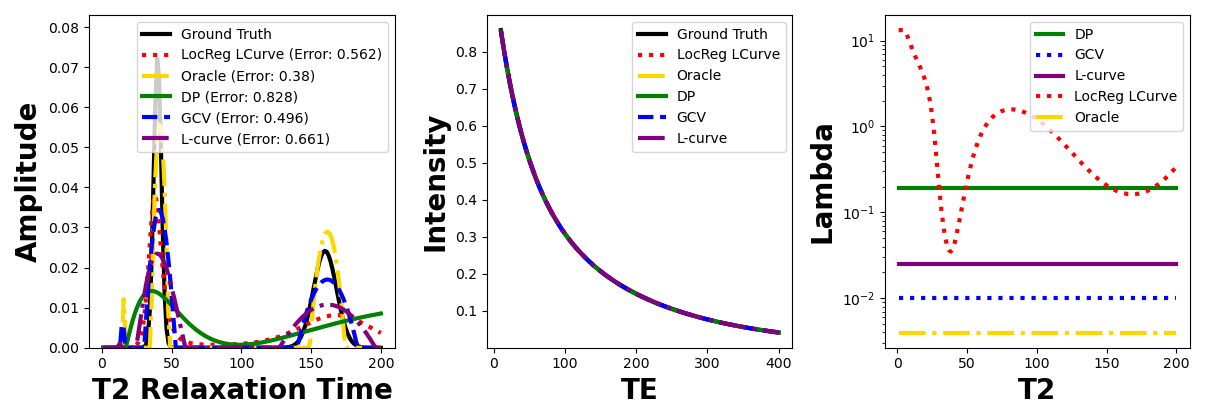 0.08
0.07
0.06
0.05
0.04
0.03
0.02
0.01
0.00
Amplitude
Ground Truth
LocReg LCurve (Error: 0.562)
Oracle (Error: 0.38)
DP (Error: 0.828)
GCV (Error: 0.496)
L-curve (Error: 0.661)
0 50 100 150 200
T2 Relaxation Time
0.8
0.7
0.6
0.5
0.4
0.3
0.2
0.1
Intensity
Ground Truth
LocReg LCurve
Oracle
DP
GCV
L-curve
0 100 200 300 400
TE
10¹
10⁰
10⁻¹
10⁻²
Lambda
DP
GCV
L-curve
LocReg LCurve
Oracle
0 50 100 150 200
T2